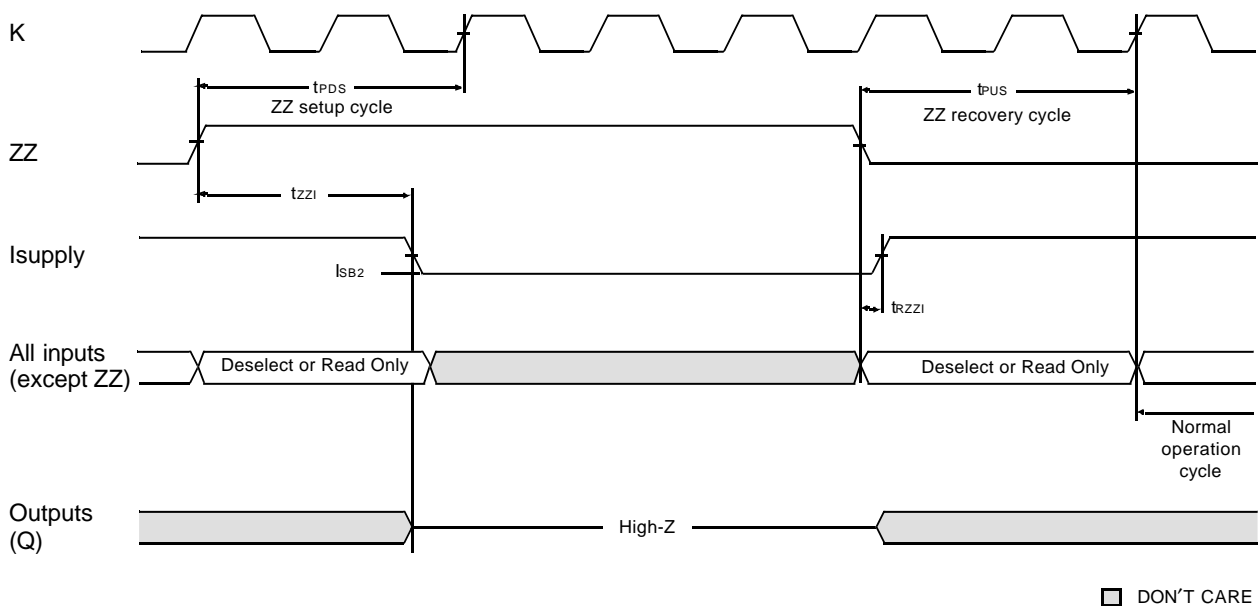 K
tPDS
ZZ setup cycle
tPUS
ZZ recovery cycle
ZZ
tZZI
Isupply
ISB2
tRZZI
All inputs
(except ZZ)
Deselect or Read Only
Deselect or Read Only
Normal
operation
cycle
Outputs
(Q)
High-Z
DON'T CARE